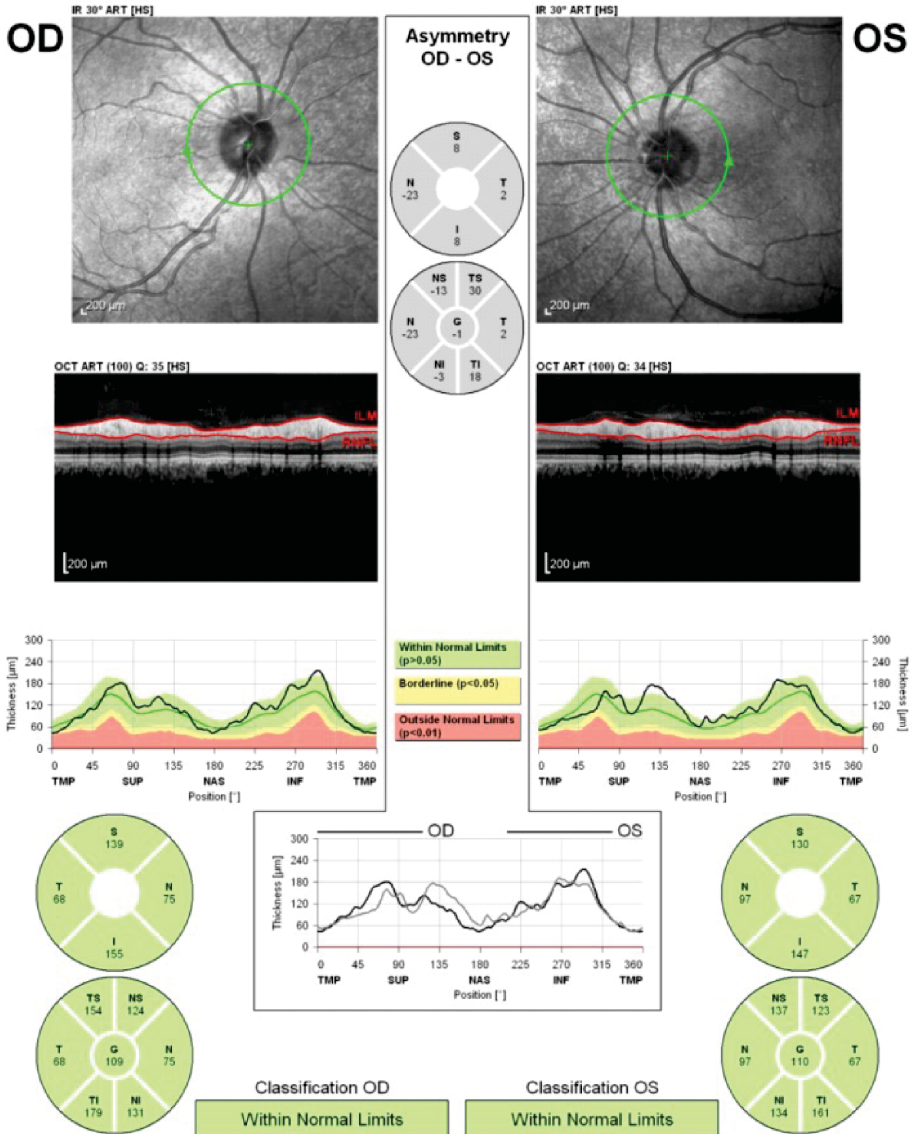 IR 30° ART [HS]
OD
Asymmetry
OD - OS
IR 30° ART [HS]
OS
S
8
N
-23
T
2
I
8
NS
-13
TS
30
N
-23
G
-1
T
2
NI
-3
TI
18
200 µm
200 µm
OCT ART (100) Q: 35 [HS]
ILM
RNFL
200 µm
OCT ART (100) Q: 34 [HS]
ILM
RNFL
200 µm
Thickness [µm]
300
240
180
120
60
0
0 45 90 135 180 225 270 315 360
TMP SUP NAS INF TMP
Position [°]
Within Normal Limits
(p>0.05)
Borderline (p<0.05)
Outside Normal Limits
(p<0.01)
300
240
180
120
60
0
Thickness [µm]
0 45 90 135 180 225 270 315 360
TMP SUP NAS INF TMP
Position [°]
S
139
T
68
N
75
I
155
OD OS
Thickness [µm]
300
240
180
120
60
0
0 45 90 135 180 225 270 315 360
TMP SUP NAS INF TMP
Position [°]
S
130
N
97
T
67
I
147
TS
154
NS
124
T
68
G
109
N
75
TI
179
NI
131
NS
137
TS
123
N
97
G
110
T
67
NI
134
TI
161
Classification OD
Within Normal Limits
Classification OS
Within Normal Limits